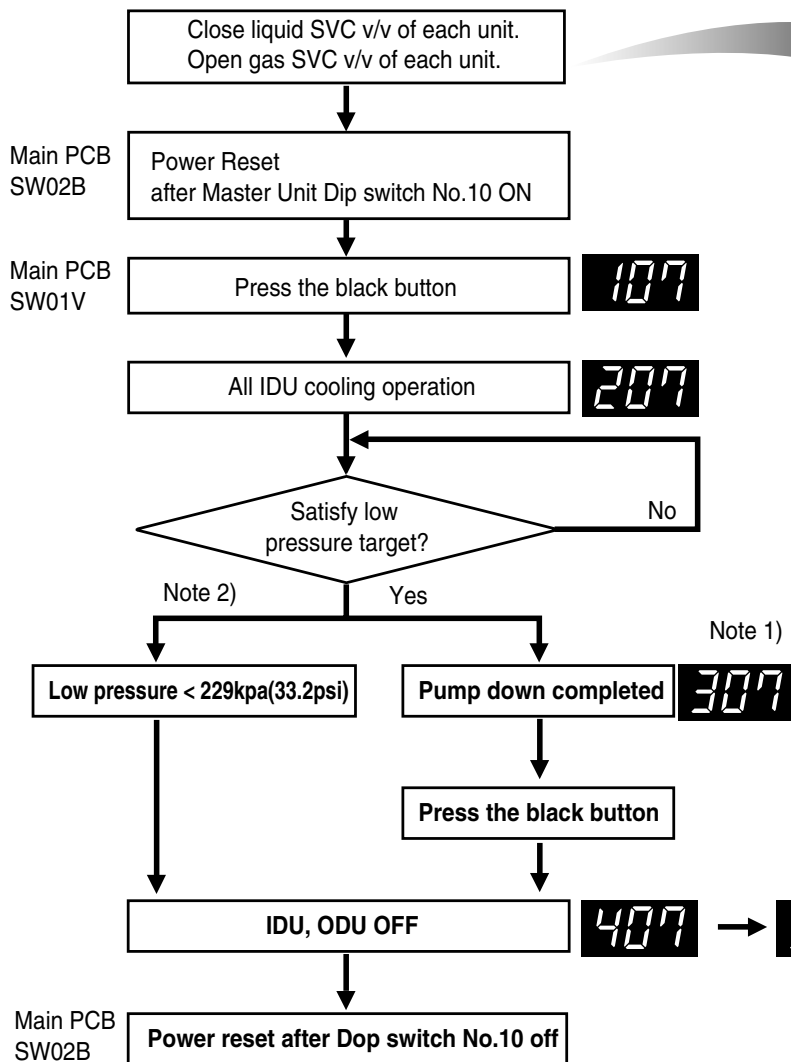 Close liquid SVC v/v of each unit.
Open gas SVC v/v of each unit.
Main PCB
SW02B
Power Reset
after Master Unit Dip switch No.10 ON
Main PCB
SW01V
Press the black button
107
All IDU cooling operation
207
Satisfy low
pressure target?
No
Note 2)
Yes
Note 1)
Low pressure < 229kpa(33.2psi)
Pump down completed
307
Press the black button
IDU, ODU OFF
407
Main PCB
SW02B
Power reset after Dop switch No.10 off